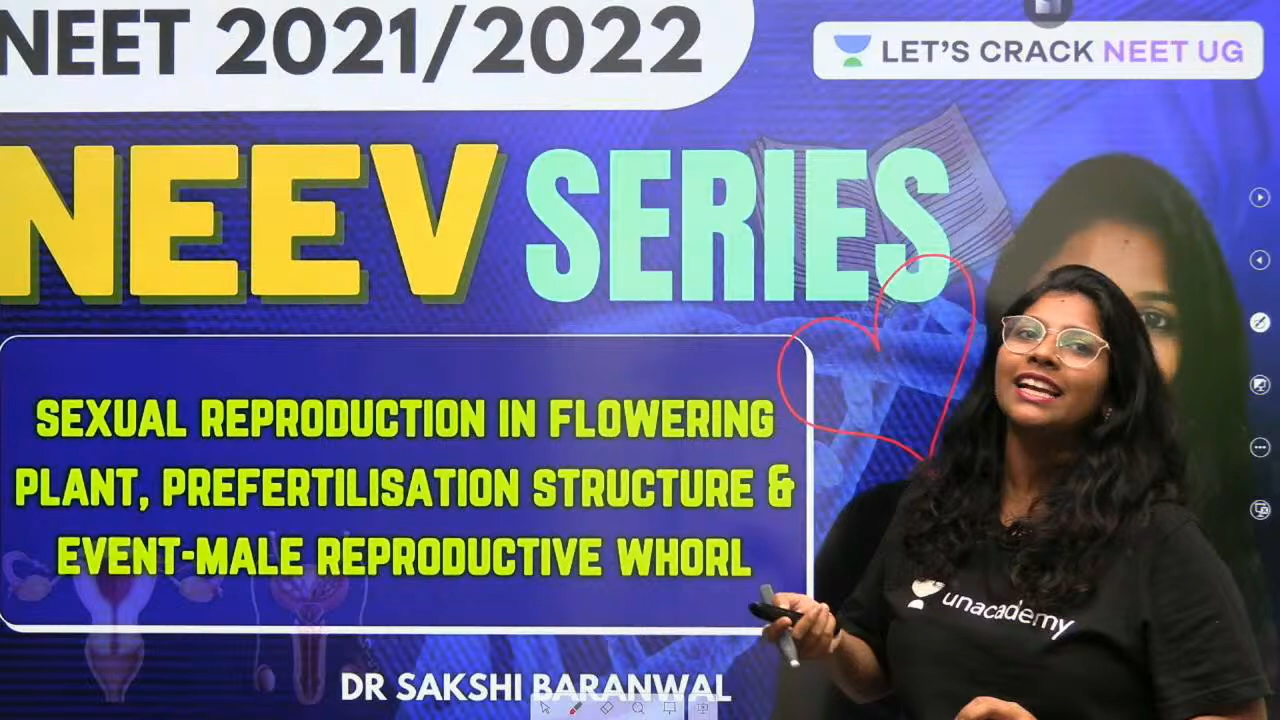 NEET 2021/2022
LET'S CRACK NEET UG
NEEV SERIES
SEXUAL REPRODUCTION IN FLOWERING
PLANT, PREFERTILISATION STRUCTURE &
EVENT-MALE REPRODUCTIVE WHORL
unacademy
DR SAKSHI BARANWAL